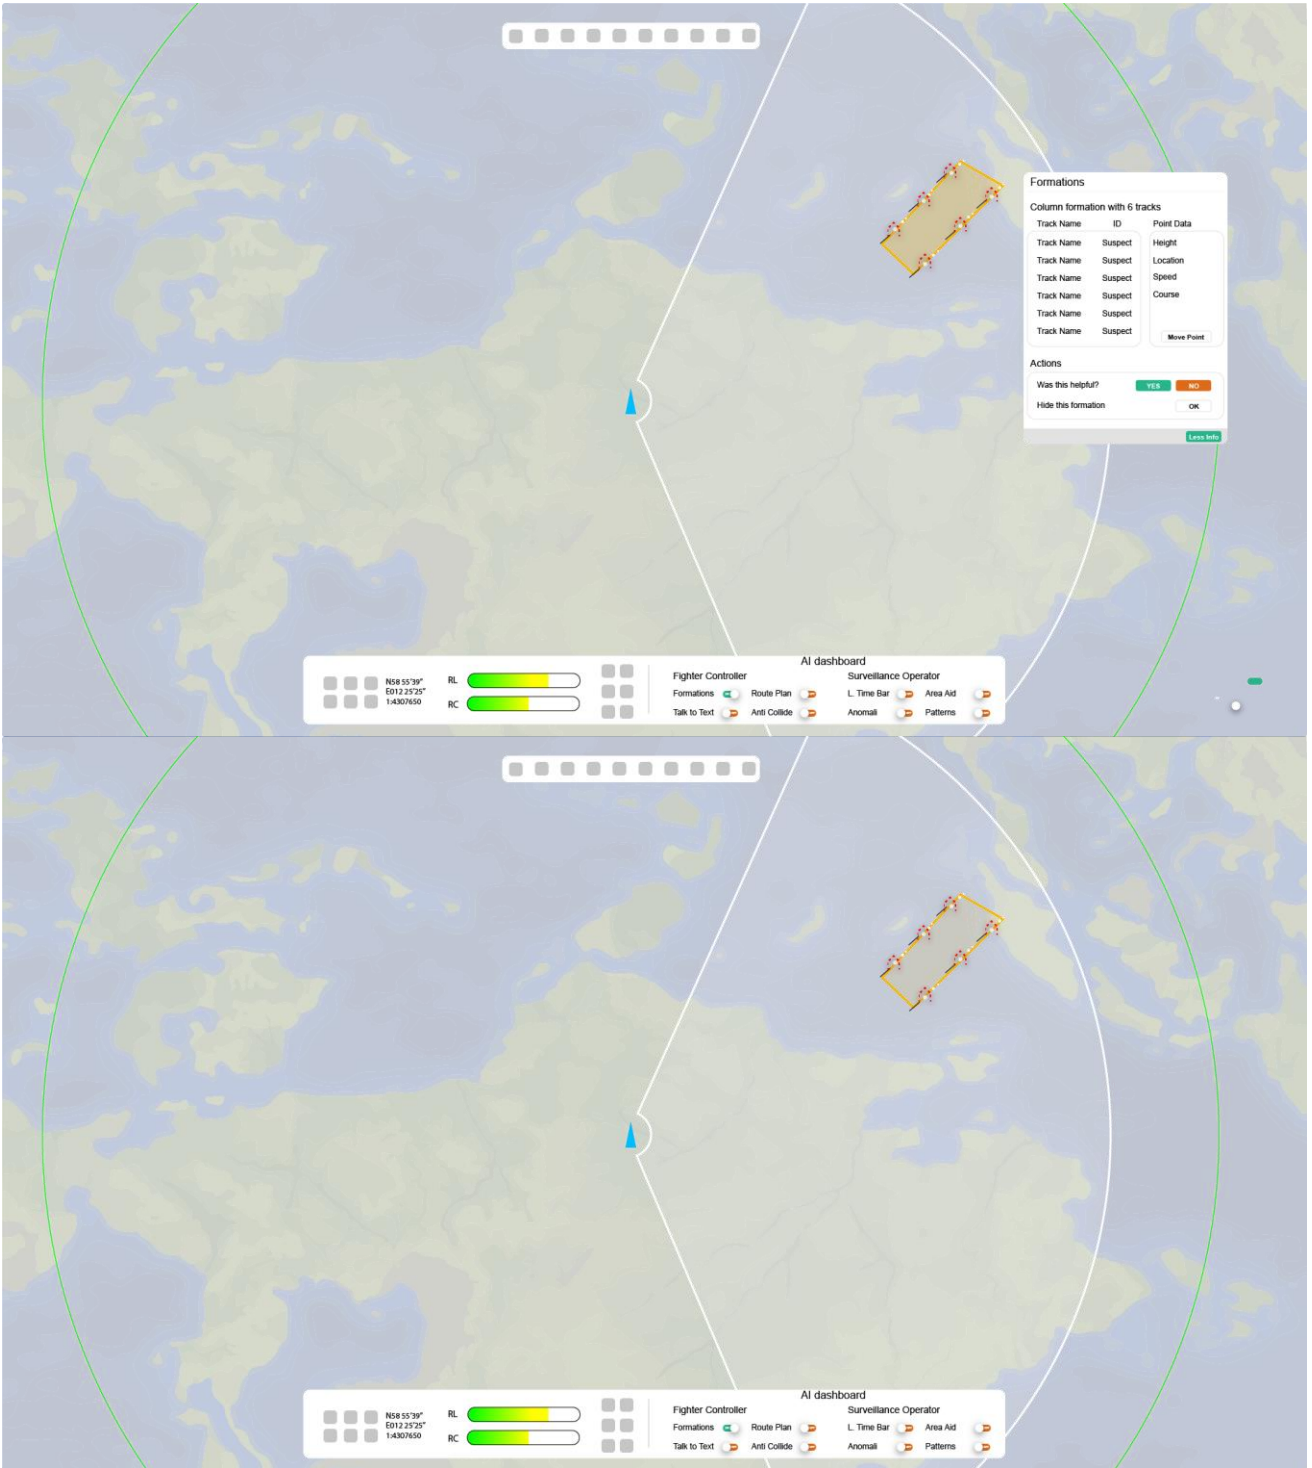 Formations
Column formation with 6 tracks
Track Name ID Point Data
Track Name Suspect Height
Track Name Suspect Location
Track Name Suspect Speed
Track Name Suspect Course
Track Name Suspect
Track Name Suspect Move Point
Actions
Was this helpful? YES NO
Hide this formation OK
Less Info
AI dashboard
N58 55'39"
E012 25'25"
1:4307650
RL
RC
Fighter Controller Surveillance Operator
Formations Route Plan L. Time Bar Area Aid
Talk to Text Anti Collide Anomali Patterns
AI dashboard
N58 55'39"
E012 25'25"
1:4307650
RL
RC
Fighter Controller Surveillance Operator
Formations Route Plan L. Time Bar Area Aid
Talk to Text Anti Collide Anomali Patterns